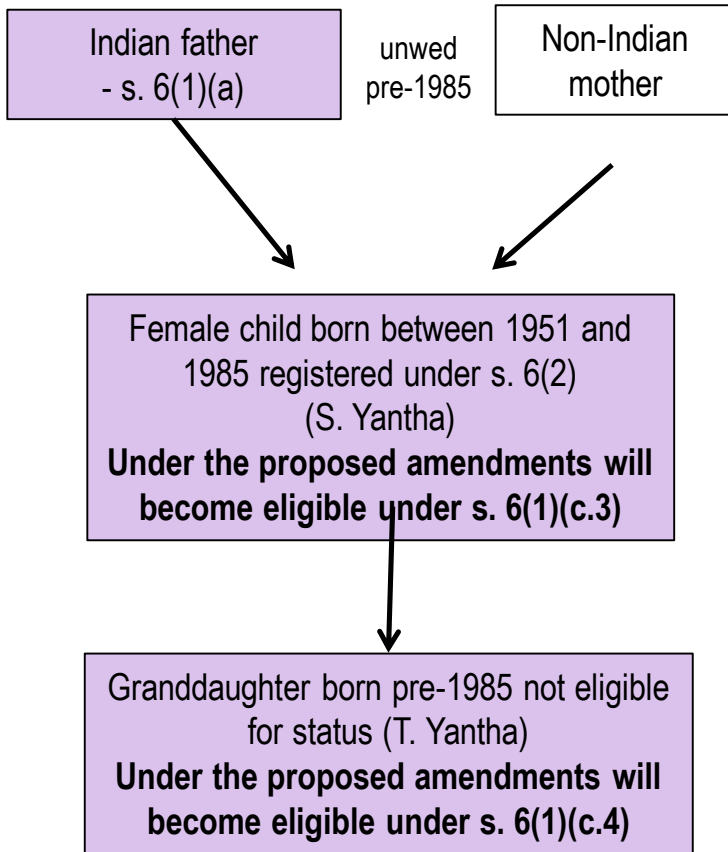 Indian father
- s. 6(1)(a)
unwed
pre-1985
Non-Indian
mother
Female child born between 1951 and
1985 registered under s. 6(2)
(S. Yantha)
Under the proposed amendments will
become eligible under s. 6(1)(c.3)
Granddaughter born pre-1985 not eligible
for status (T. Yantha)
Under the proposed amendments will
become eligible under s. 6(1)(c.4)